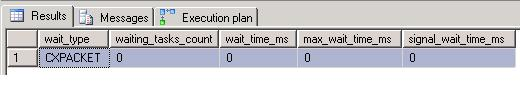 Results Messages Execution plan
wait_type waiting_tasks_count wait_time_ms max_wait_time_ms signal_wait_time_ms
1 CXPACKET 0 0 0 0